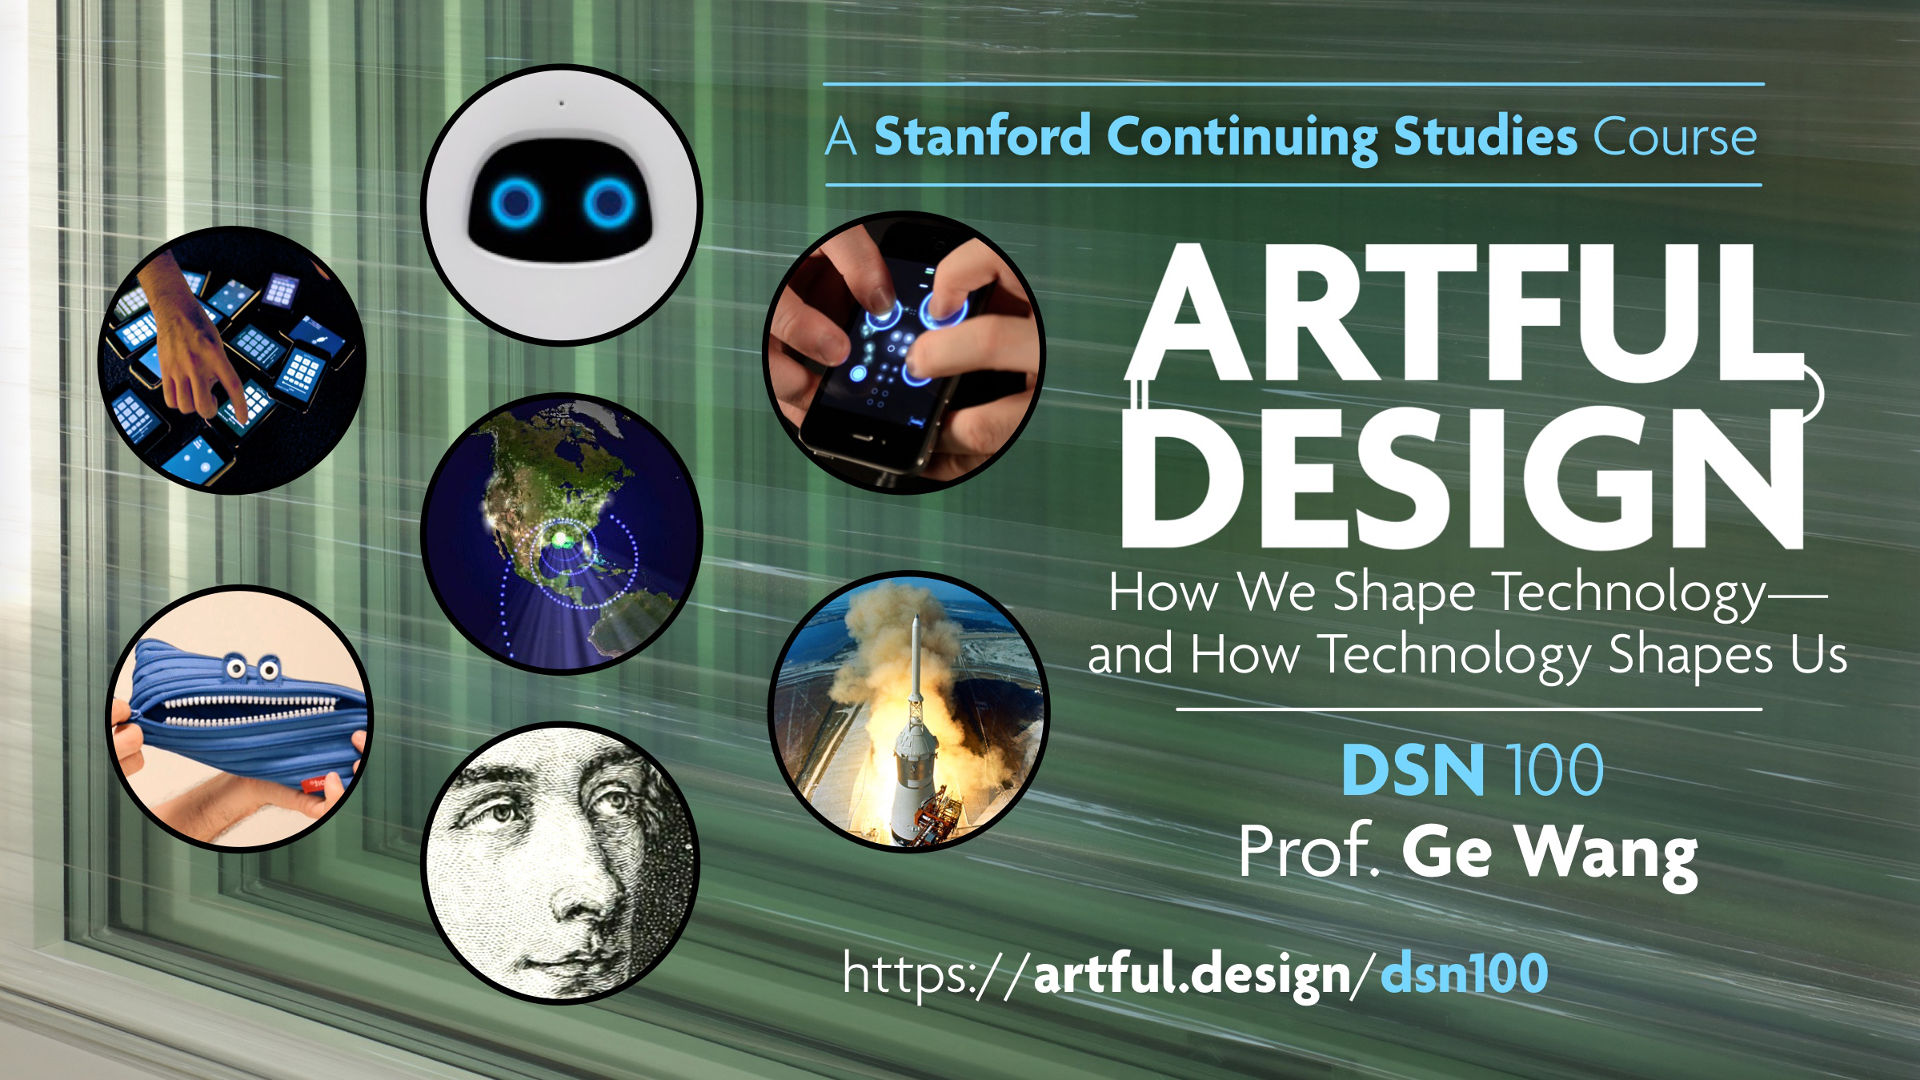 A Stanford Continuing Studies Course
ARTFUL
DESIGN
How We Shape Technology—
and How Technology Shapes Us
DSN 100
Prof. Ge Wang
https://artful.design/dsn100